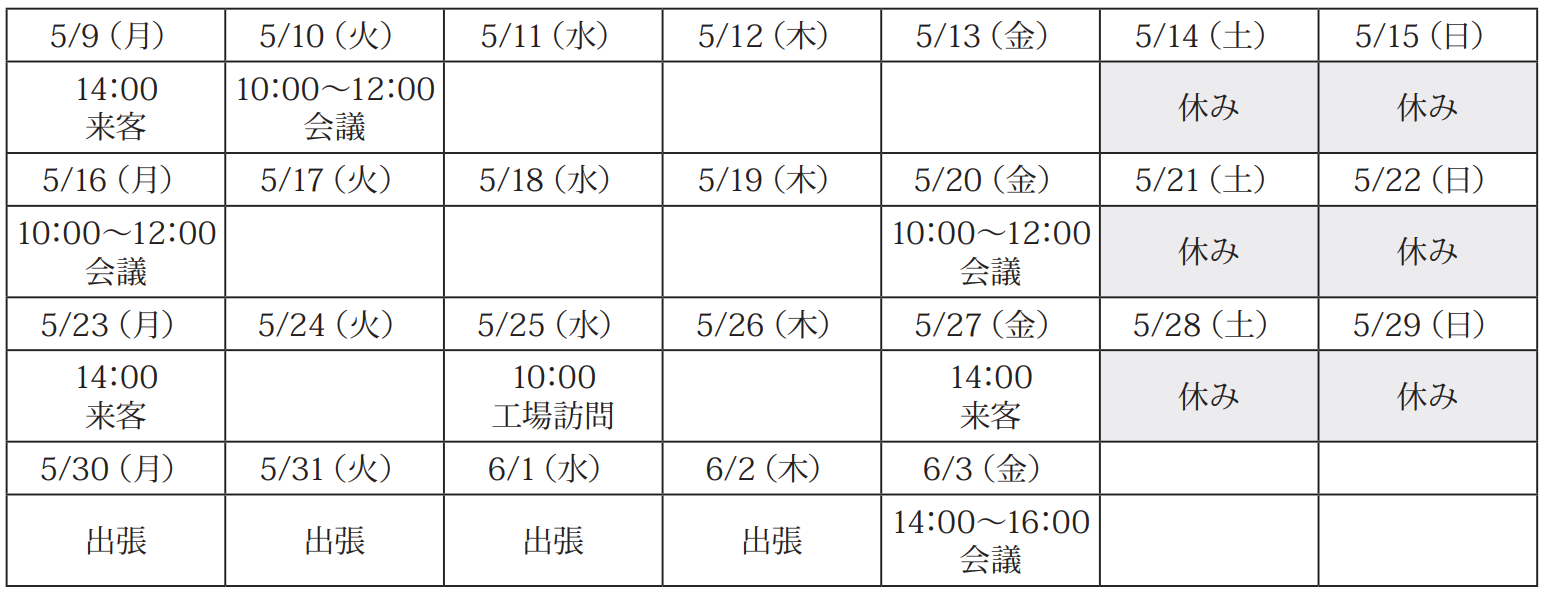 5/9（月） 5/10（火） 5/11（水） 5/12（木） 5/13（金） 5/14（土） 5/15（日）
14:00 10:00〜12:00
来客 会議 休み 休み
5/16（月） 5/17（火） 5/18（水） 5/19（木） 5/20（金） 5/21（土） 5/22（日）
10:00〜12:00 10:00〜12:00
会議 会議 休み 休み
5/23（月） 5/24（火） 5/25（水） 5/26（木） 5/27（金） 5/28（土） 5/29（日）
14:00 10:00 14:00
来客 工場訪問 来客 休み 休み
5/30（月） 5/31（火） 6/1（水） 6/2（木） 6/3（金）
出張 出張 出張 出張 14:00〜16:00
会議